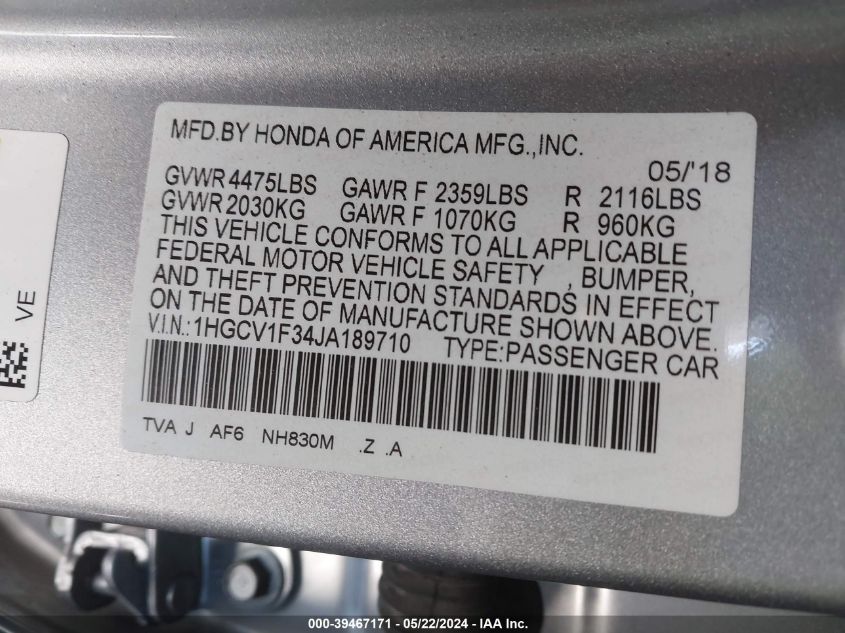 MFD.BY HONDA OF AMERICA MFG.,INC.
05/'18
GVWR 4475LBS GAWR F 2359LBS R 2116LBS
GVWR 2030KG GAWR F 1070KG R 960KG
THIS VEHICLE CONFORMS TO ALL APPLICABLE
FEDERAL MOTOR VEHICLE SAFETY , BUMPER,
AND THEFT PREVENTION STANDARDS IN EFFECT
ON THE DATE OF MANUFACTURE SHOWN ABOVE.
V.I.N.:1HGCV1F34JA189710 TYPE:PASSENGER CAR
TVA J AF6 NH830M .Z .A
VE
000-39467171 — 05/22/2024 — IAA Inc.